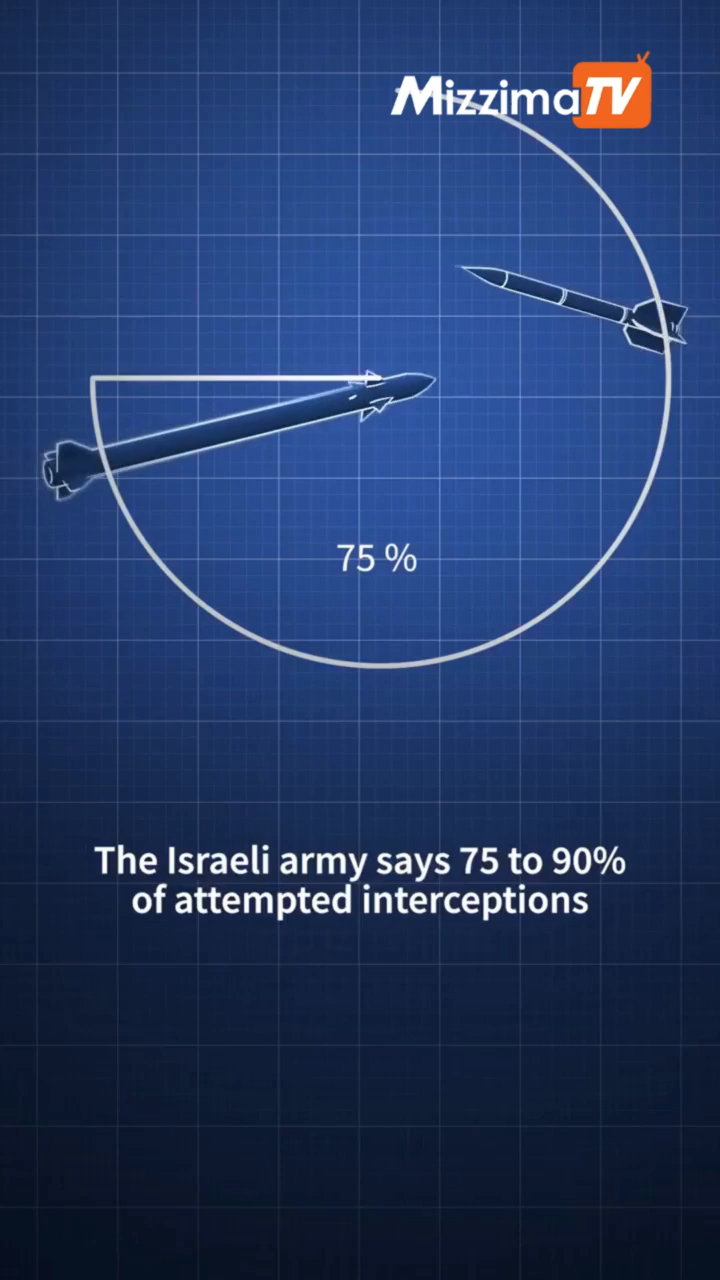 MizzimaTV
75 %
The Israeli army says 75 to 90%
of attempted interceptions